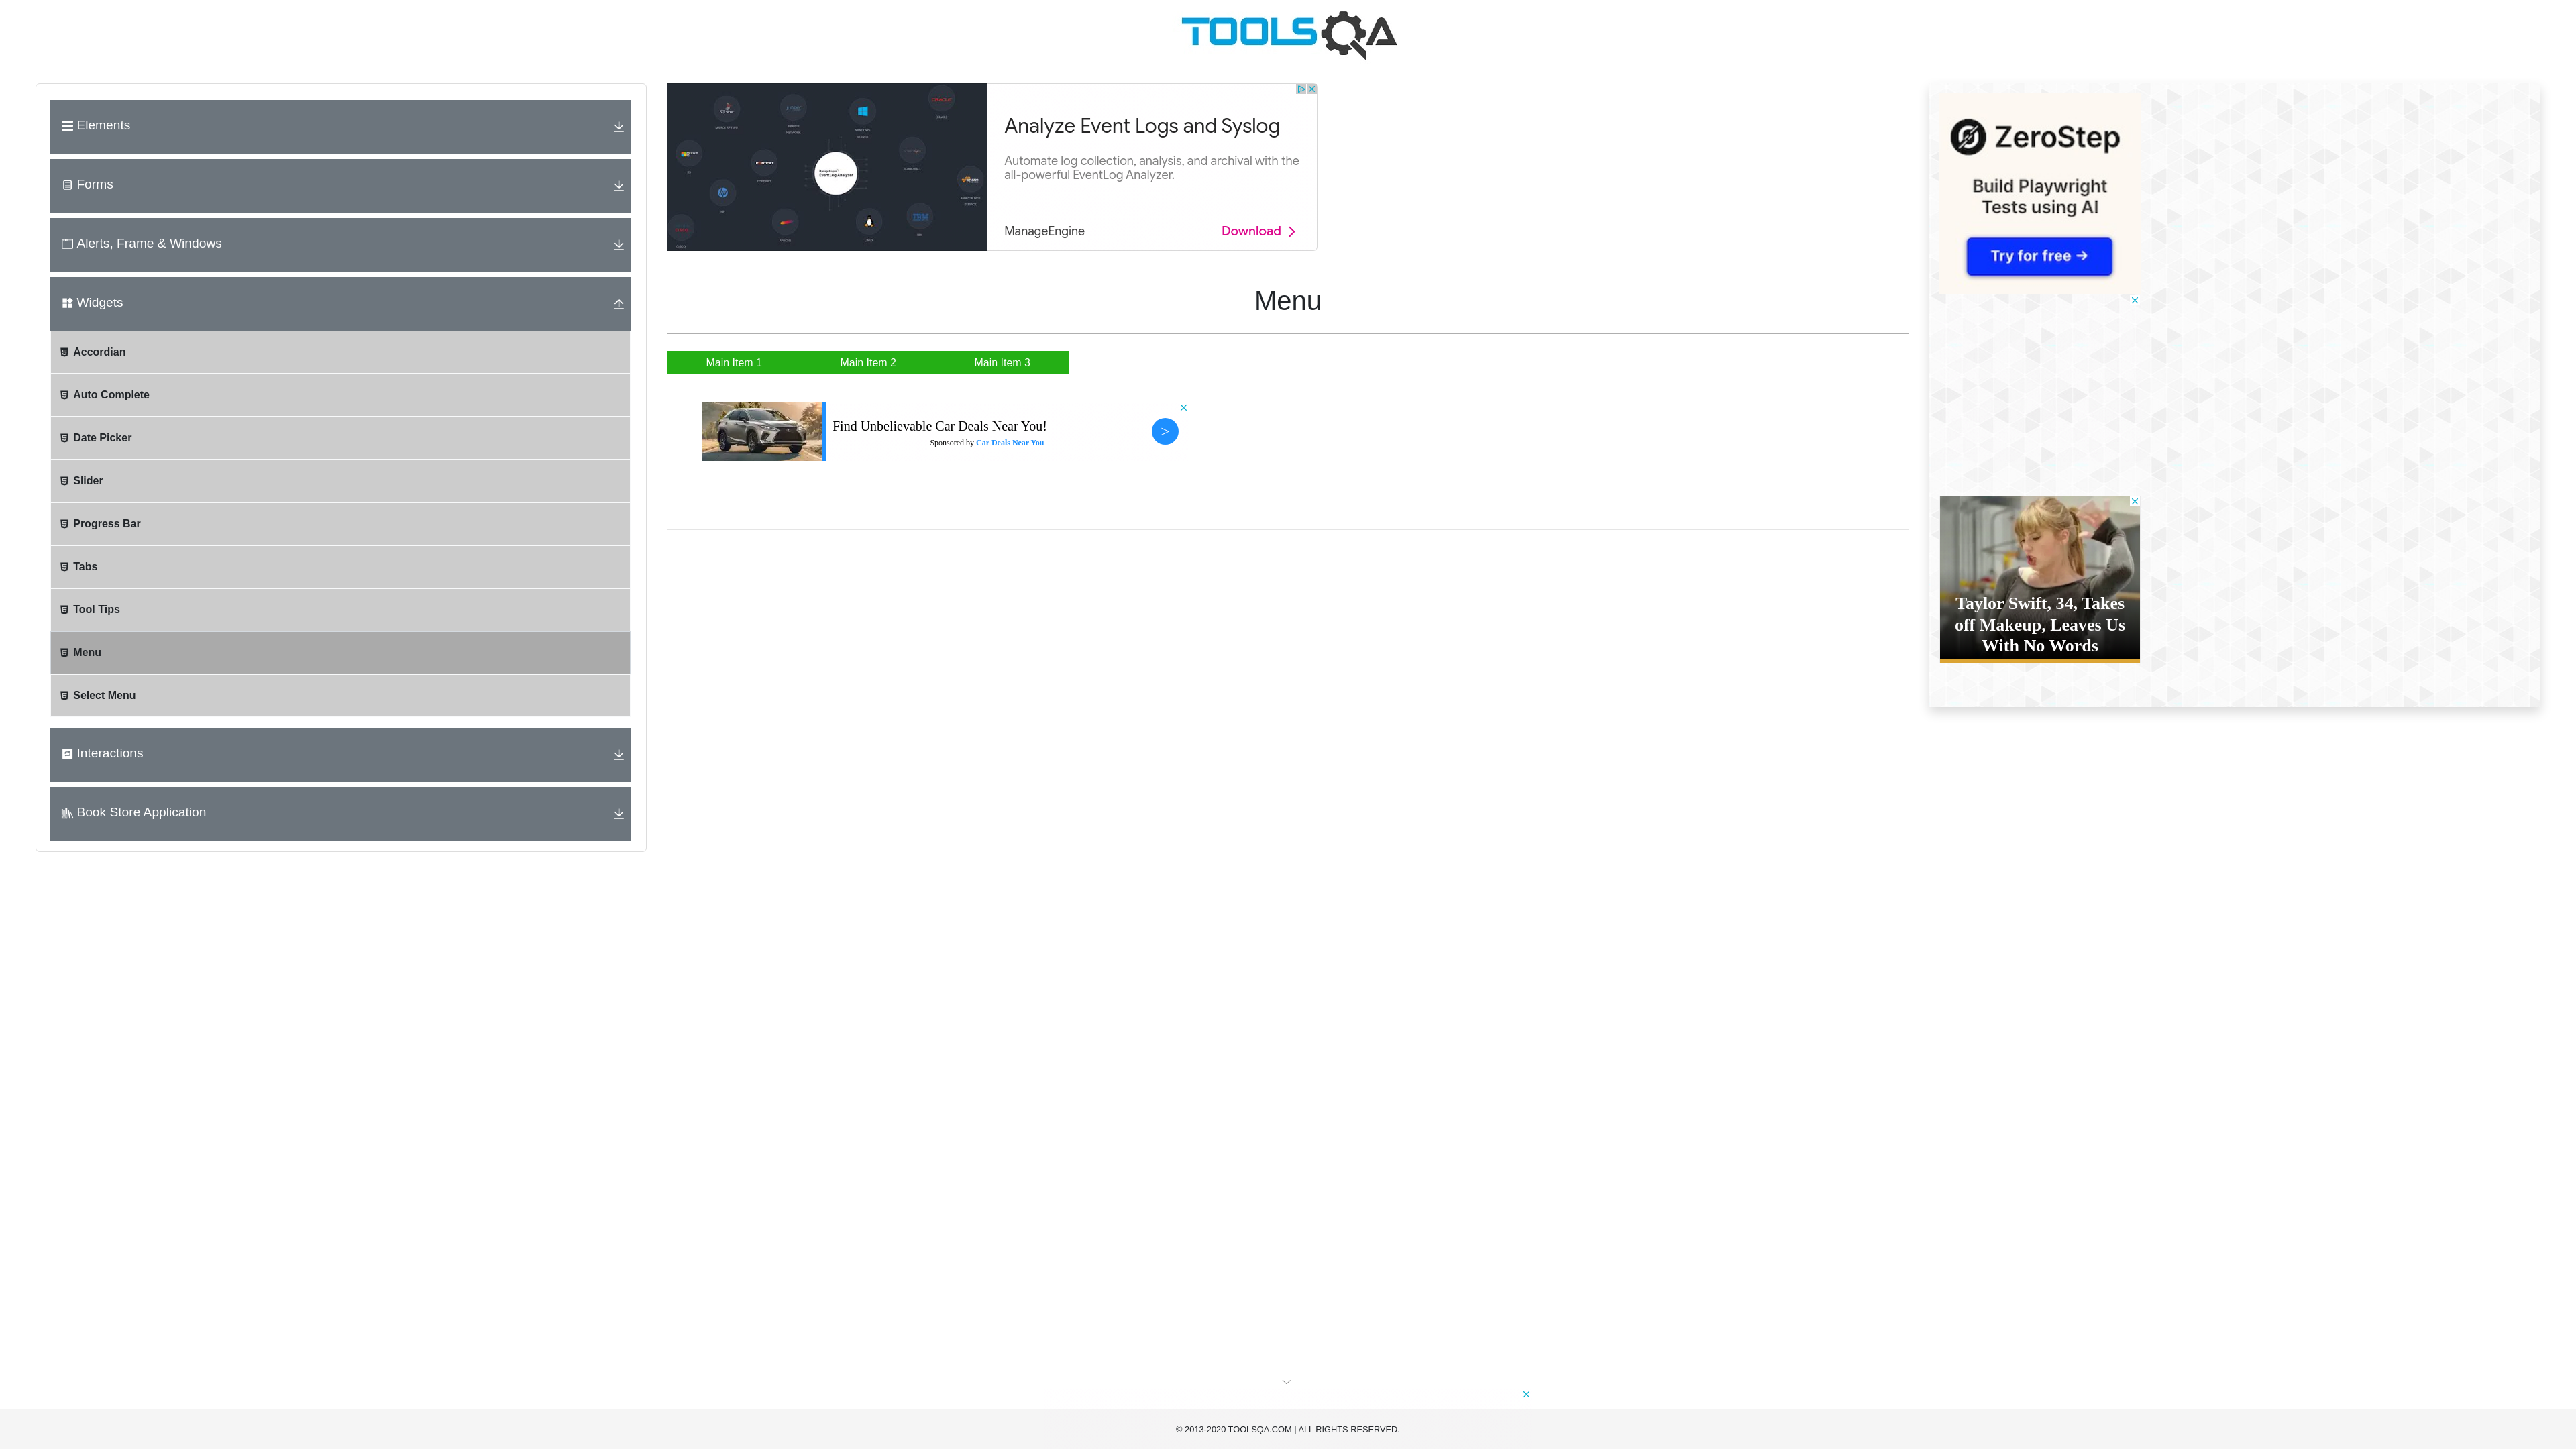 TOOLSQA
Elements
Forms
Alerts, Frame & Windows
Widgets
Accordian
Auto Complete
Date Picker
Slider
Progress Bar
Tabs
Tool Tips
Menu
Select Menu
Interactions
Book Store Application
Analyze Event Logs and Syslog
Automate log collection, analysis, and archival with the
all-powerful EventLog Analyzer.
ManageEngine
Download
Menu
Main Item 1
Main Item 2
Main Item 3
Find Unbelievable Car Deals Near You!
Sponsored by Car Deals Near You
>
ZeroStep
Build Playwright
Tests using AI
Try for free →
Taylor Swift, 34, Takes
off Makeup, Leaves Us
With No Words
© 2013-2020 TOOLSQA.COM | ALL RIGHTS RESERVED.